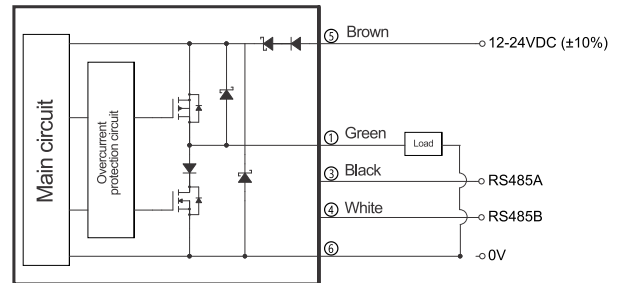 Main circuit
Overcurrent
protection circuit
⑤ Brown
12-24VDC (±10%)
① Green
Load
③ Black
RS485A
④ White
RS485B
⑥
0V